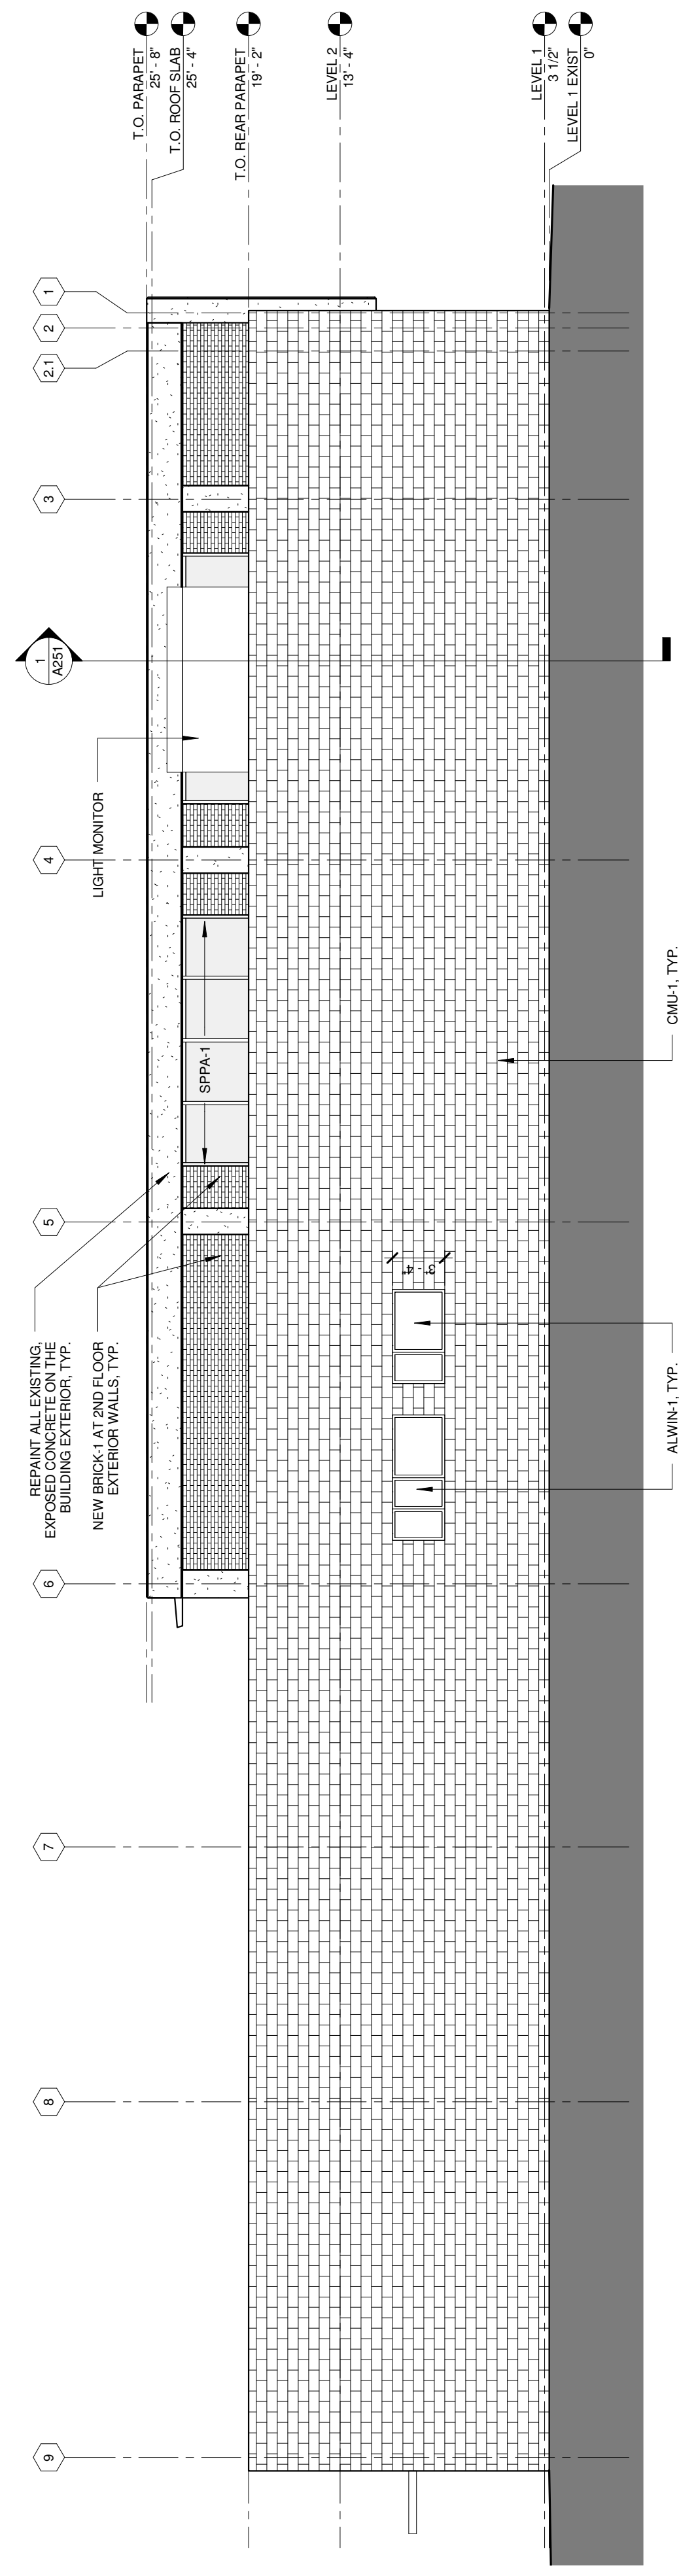 9
8
7
6
5
4
3
2.1
2
1
1
A251
T.O. PARAPET
25' - 8"
T.O. ROOF SLAB
25' - 4"
T.O. REAR PARAPET
19' - 2"
LEVEL 2
13' - 4"
LEVEL 1
3 1/2"
LEVEL 1 EXIST
0"
REPAINT ALL EXISTING,
EXPOSED CONCRETE ON THE
BUILDING EXTERIOR, TYP.
NEW BRICK-1 AT 2ND FLOOR
EXTERIOR WALLS, TYP.
LIGHT MONITOR
SPPA-1
3' - 4"
ALWIN-1, TYP.
CMU-1, TYP.